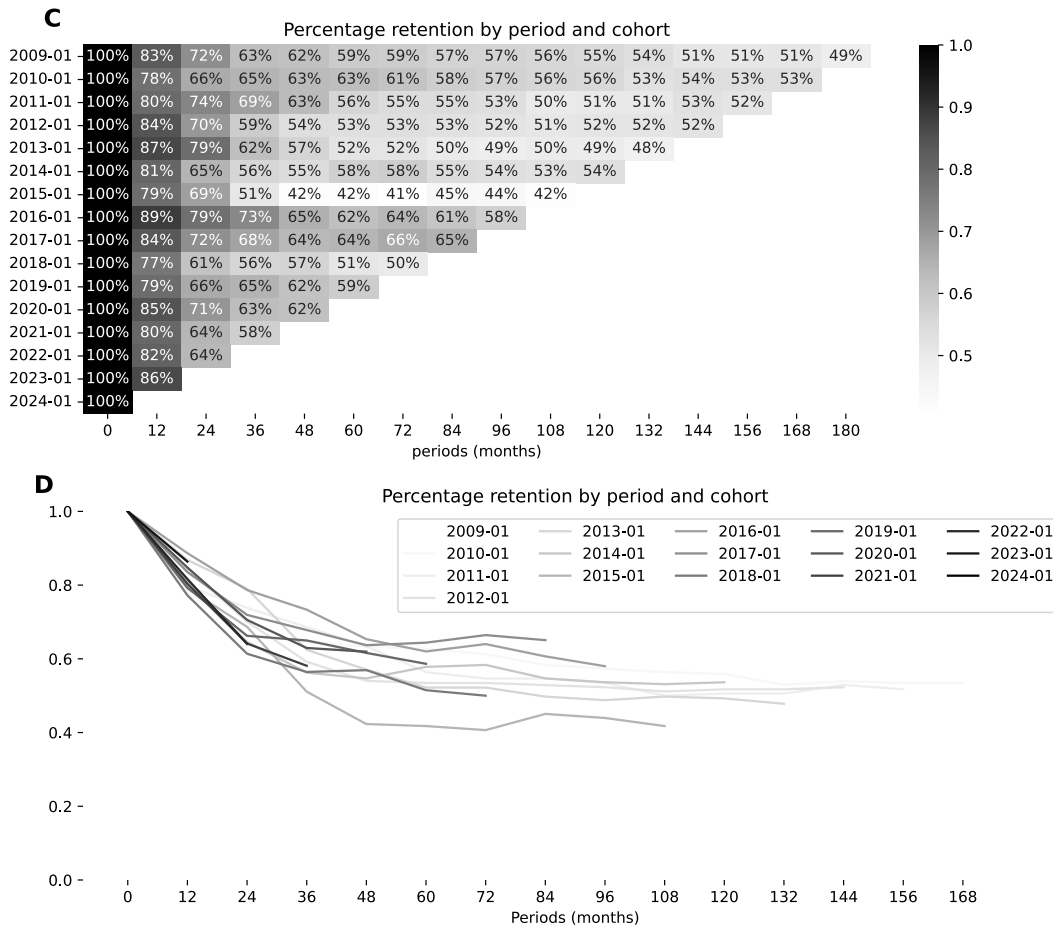 C
Percentage retention by period and cohort
2009-01 100% 83% 72% 63% 62% 59% 59% 57% 57% 56% 55% 54% 51% 51% 51% 49%
2010-01 100% 78% 66% 65% 63% 63% 61% 58% 57% 56% 56% 53% 54% 53% 53%
2011-01 100% 80% 74% 69% 63% 56% 55% 55% 53% 50% 51% 51% 53% 52%
2012-01 100% 84% 70% 59% 54% 53% 53% 53% 52% 51% 52% 52% 52%
2013-01 100% 87% 79% 62% 57% 52% 52% 50% 49% 50% 49% 48%
2014-01 100% 81% 65% 56% 55% 58% 58% 55% 54% 53% 54%
2015-01 100% 79% 69% 51% 42% 42% 41% 45% 44% 42%
2016-01 100% 89% 79% 73% 65% 62% 64% 61% 58%
2017-01 100% 84% 72% 68% 64% 64% 66% 65%
2018-01 100% 77% 61% 56% 57% 51% 50%
2019-01 100% 79% 66% 65% 62% 59%
2020-01 100% 85% 71% 63% 62%
2021-01 100% 80% 64% 58%
2022-01 100% 82% 64%
2023-01 100% 86%
2024-01 100%
0 12 24 36 48 60 72 84 96 108 120 132 144 156 168 180
periods (months)
1.0
0.9
0.8
0.7
0.6
0.5
D
Percentage retention by period and cohort
2009-01 2013-01 2016-01 2019-01 2022-01
2010-01 2014-01 2017-01 2020-01 2023-01
2011-01 2015-01 2018-01 2021-01 2024-01
2012-01
1.0
0.8
0.6
0.4
0.2
0.0
0 12 24 36 48 60 72 84 96 108 120 132 144 156 168
Periods (months)